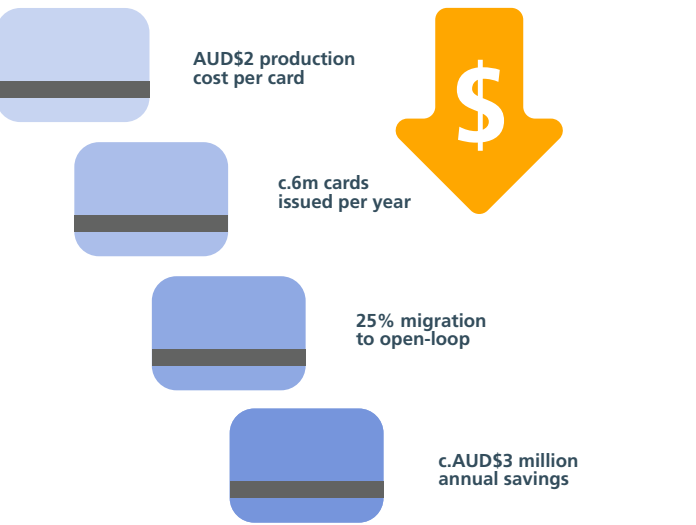 AUD$2 production
cost per card
$
c.6m cards
issued per year
25% migration
to open-loop
c.AUD$3 million
annual savings